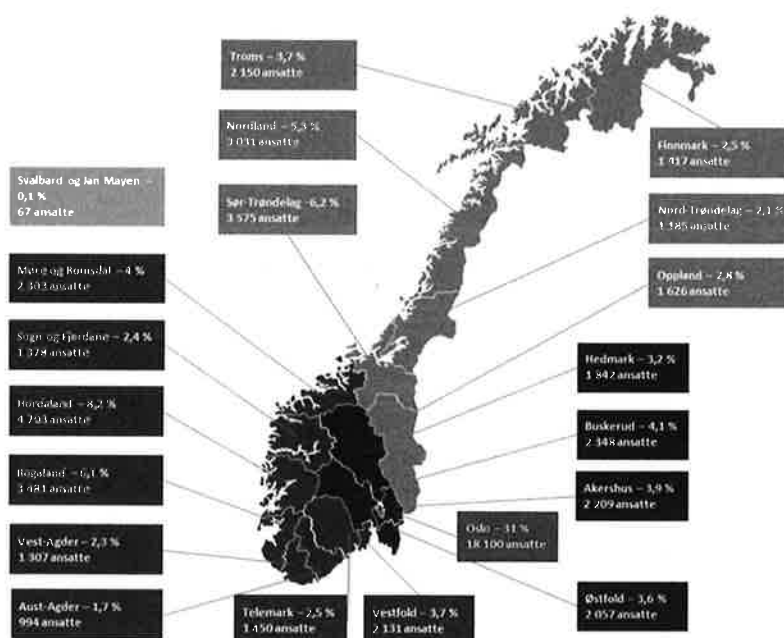 Troms – 3,7 %
2 150 ansatte
Nordland – 5,3 %
3 031 ansatte
Finnmark – 2,5 %
1 417 ansatte
Svalbard og Jan Mayen –
0,1 %
67 ansatte
Sør-Trøndelag -6,2 %
3 575 ansatte
Nord-Trøndelag – 2,1 %
1 185 ansatte
Møre og Romsdal – 4 %
2 303 ansatte
Oppland – 2,8 %
1 626 ansatte
Sogn og Fjordane – 2,4 %
1 378 ansatte
Hedmark – 3,2 %
1 842 ansatte
Hordaland – 8,2 %
4 703 ansatte
Buskerud – 4,1 %
2 348 ansatte
Rogaland – 6,1 %
3 481 ansatte
Akershus – 3,9 %
2 209 ansatte
Oslo – 31 %
18 100 ansatte
Vest-Agder – 2,3 %
1 307 ansatte
Aust-Agder – 1,7 %
994 ansatte
Telemark – 2,5 %
1 450 ansatte
Vestfold – 3,7 %
2 131 ansatte
Østfold – 3,6 %
2 057 ansatte